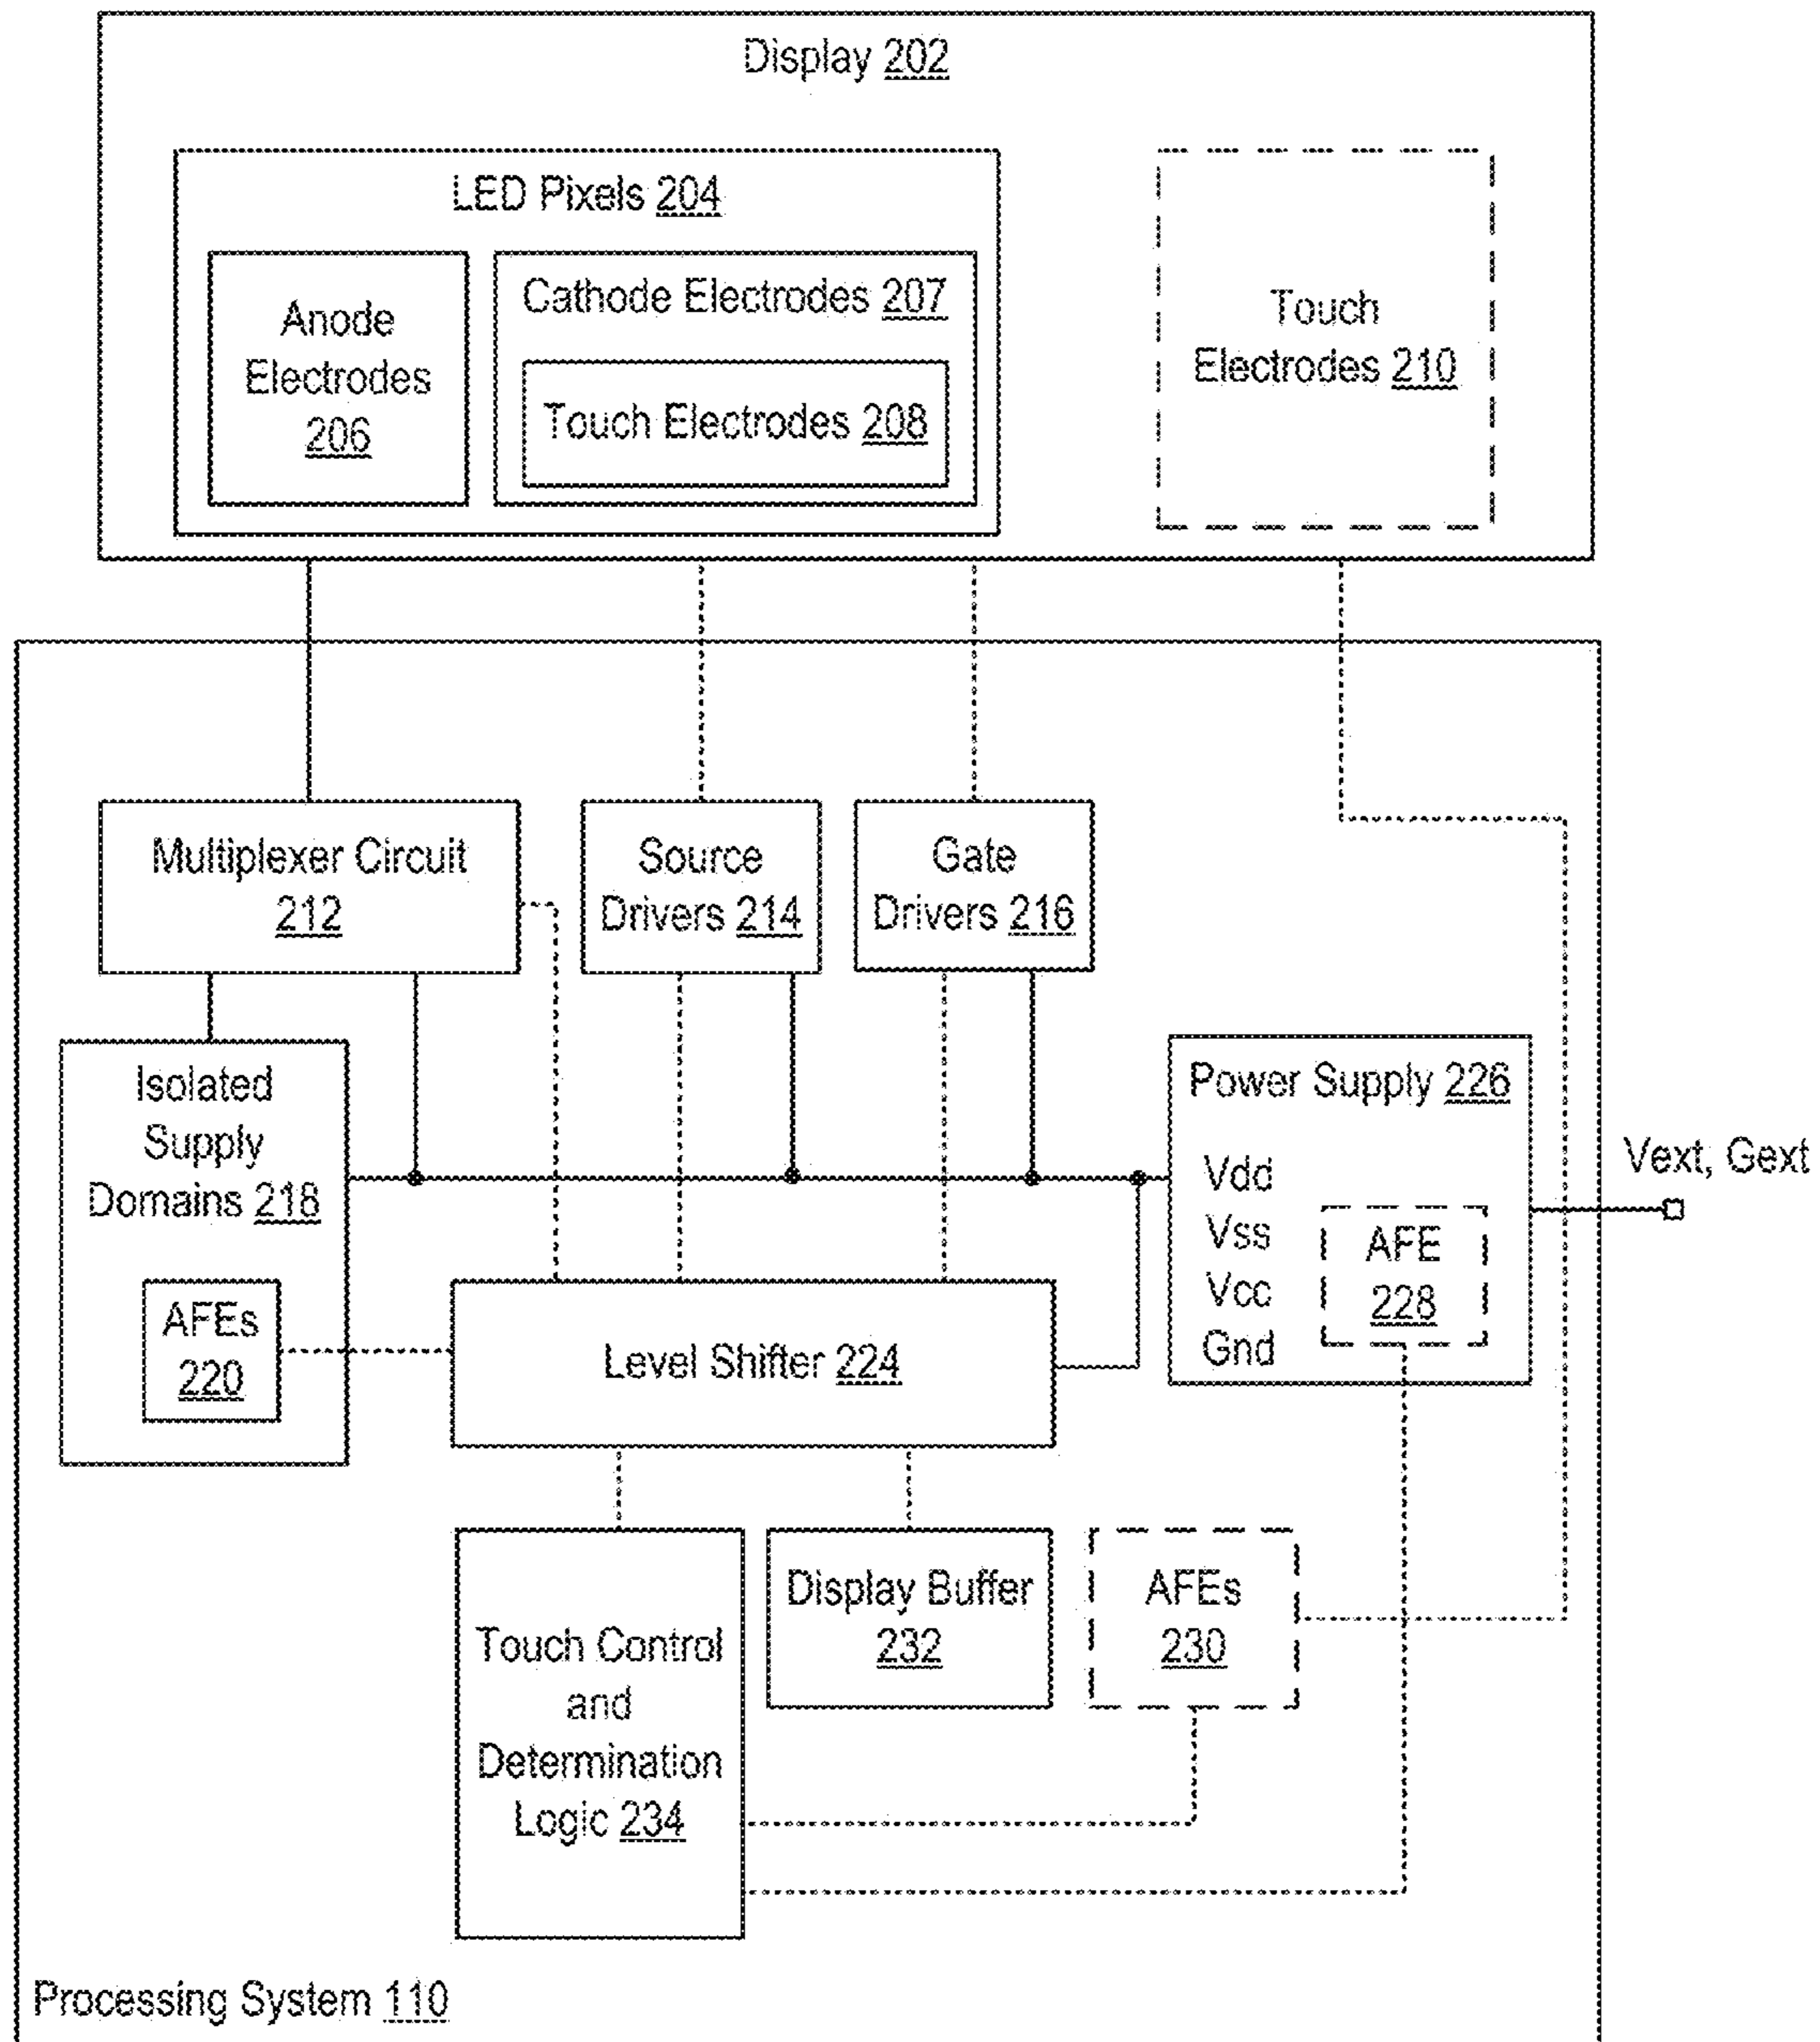 Display 202
LED Pixels 204
Anode
Electrodes
206
Cathode Electrodes 207
Touch Electrodes 208
Touch
Electrodes 210
Multiplexer Circuit
212
Source
Drivers 214
Gate
Drivers 216
Isolated
Supply
Domains 218
AFEs
220
Power Supply 226
Vdd
Vss
Vcc
Gnd
AFE
228
Vext, Gext
Level Shifter 224
Touch Control
and
Determination
Logic 234
Display Buffer
232
AFEs
230
Processing System 110